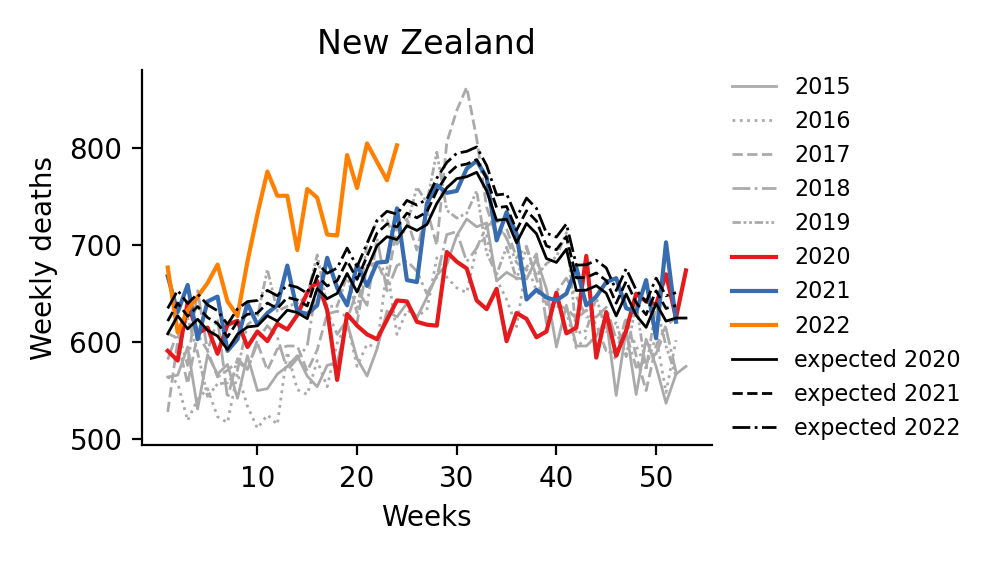 New Zealand
Weekly deaths
800
700
600
500
10 20 30 40 50
Weeks
2015
2016
2017
2018
2019
2020
2021
2022
expected 2020
expected 2021
expected 2022